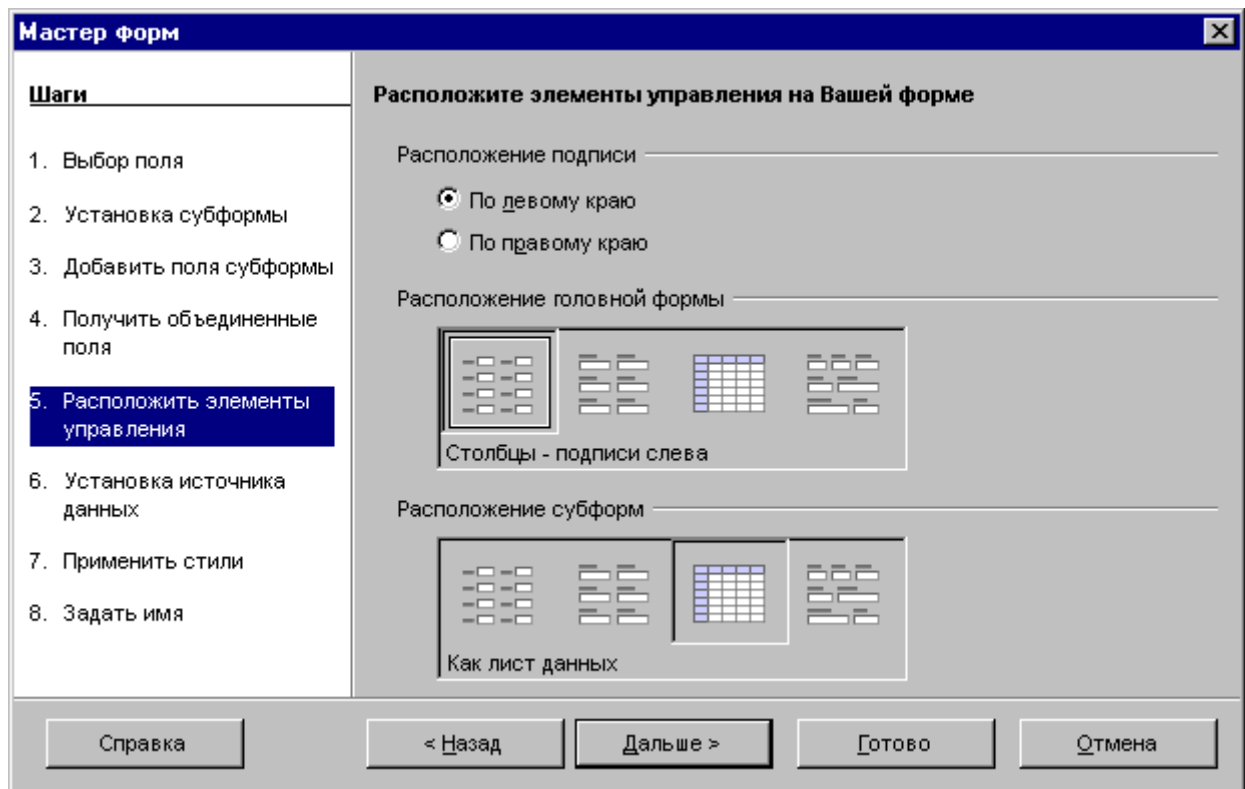 Мастер форм
Шаги
1. Выбор поля
2. Установка субформы
3. Добавить поля субформы
4. Получить объединенные
поля
5. Расположить элементы
управления
6. Установка источника
данных
7. Применить стили
8. Задать имя
Расположите элементы управления на Вашей форме
Расположение подписи
По левому краю
По правому краю
Расположение головной формы
Столбцы - подписи слева
Расположение субформ
Как лист данных
Справка
< Назад
Дальше >
Готово
Отмена